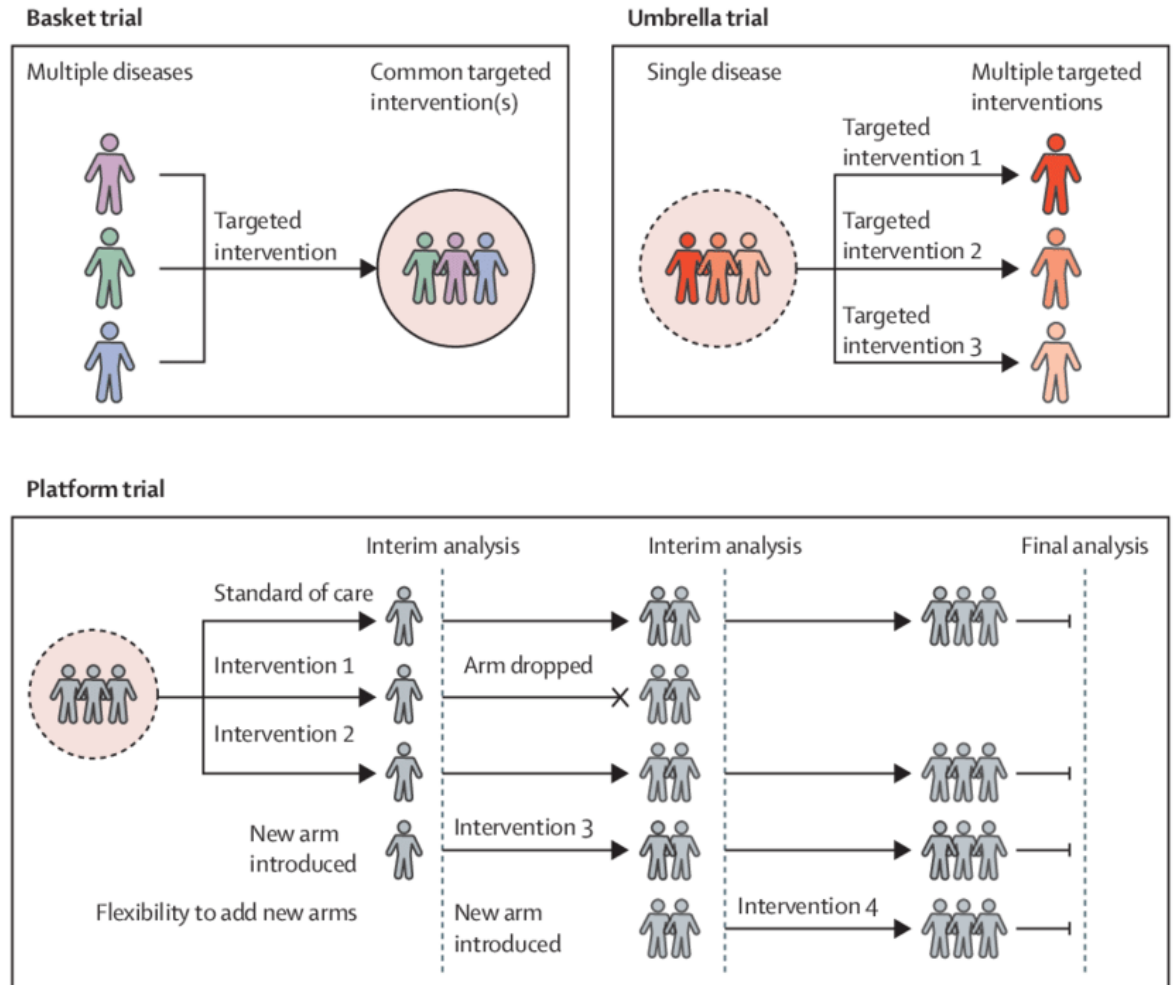 Basket trial
Multiple diseases
Common targeted
intervention(s)
Targeted
intervention
Umbrella trial
Single disease
Multiple targeted
interventions
Targeted
intervention 1
Targeted
intervention 2
Targeted
intervention 3
Platform trial
Interim analysis
Interim analysis
Final analysis
Standard of care
Intervention 1
Arm dropped
Intervention 2
New arm
introduced
Intervention 3
Flexibility to add new arms
New arm
introduced
Intervention 4